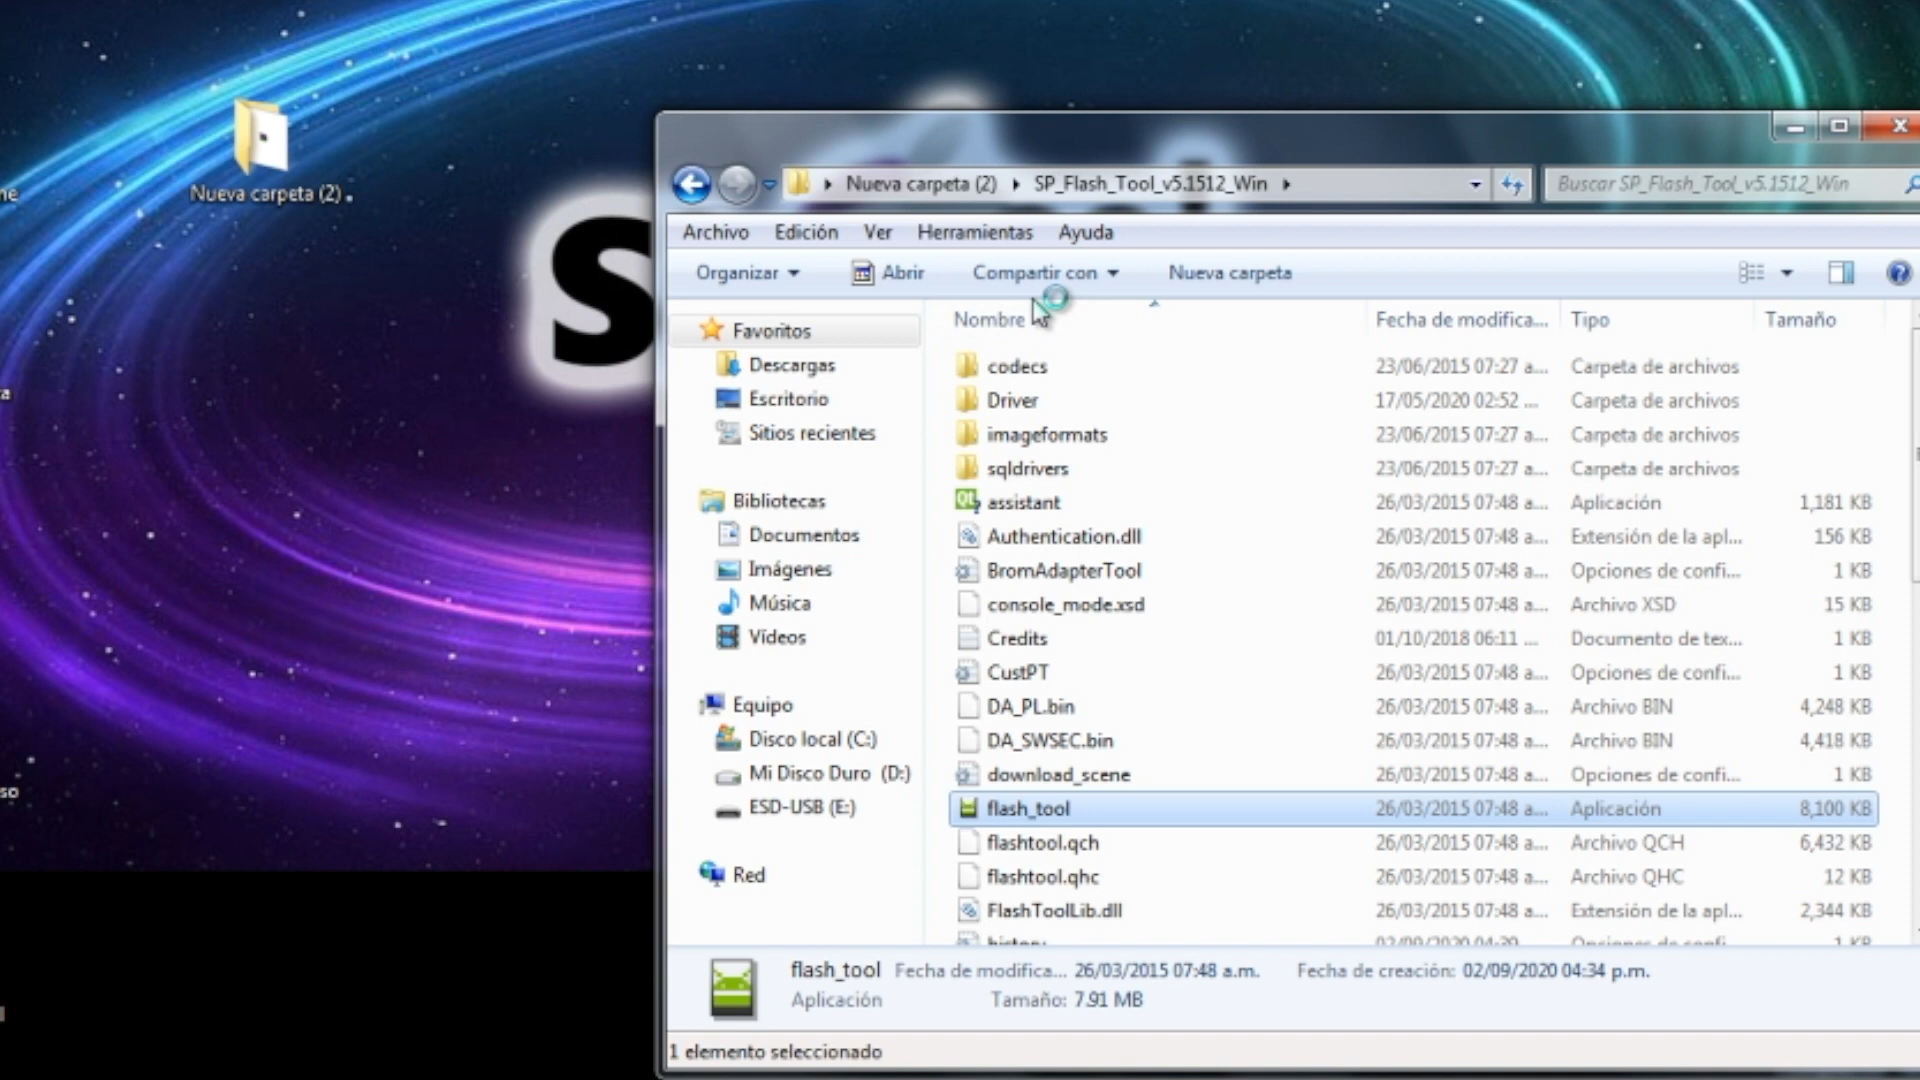 Nueva carpeta (2)
S
Nueva carpeta (2) SP_Flash_Tool_v5.1512_Win
Buscar SP_Flash_Tool_v5.1512_Win
Archivo Edición Ver Herramientas Ayuda
Organizar Abrir Compartir con Nueva carpeta
Nombre Fecha de modifica... Tipo Tamaño
Favoritos
Descargas
Escritorio
Sitios recientes
Bibliotecas
Documentos
Imágenes
Música
Vídeos
Equipo
Disco local (C:)
Mi Disco Duro (D:)
ESD-USB (E:)
Red
codecs 23/06/2015 07:27 a... Carpeta de archivos
Driver 17/05/2020 02:52 ... Carpeta de archivos
imageformats 23/06/2015 07:27 a... Carpeta de archivos
sqldrivers 23/06/2015 07:27 a... Carpeta de archivos
assistant 26/03/2015 07:48 a... Aplicación 1,181 KB
Authentication.dll 26/03/2015 07:48 a... Extensión de la apl... 156 KB
BromAdapterTool 26/03/2015 07:48 a... Opciones de confi... 1 KB
console_mode.xsd 26/03/2015 07:48 a... Archivo XSD 15 KB
Credits 01/10/2018 06:11 ... Documento de tex... 1 KB
CustPT 26/03/2015 07:48 a... Opciones de confi... 1 KB
DA_PL.bin 26/03/2015 07:48 a... Archivo BIN 4,248 KB
DA_SWSEC.bin 26/03/2015 07:48 a... Archivo BIN 4,418 KB
download_scene 26/03/2015 07:48 a... Opciones de confi... 1 KB
flash_tool 26/03/2015 07:48 a... Aplicación 8,100 KB
flashtool.qch 26/03/2015 07:48 a... Archivo QCH 6,432 KB
flashtool.qhc 26/03/2015 07:48 a... Archivo QHC 12 KB
FlashToolLib.dll 26/03/2015 07:48 a... Extensión de la apl... 2,344 KB
flash_tool Fecha de modifica... 26/03/2015 07:48 a.m. Fecha de creación: 02/09/2020 04:34 p.m.
Aplicación Tamaño: 7.91 MB
1 elemento seleccionado